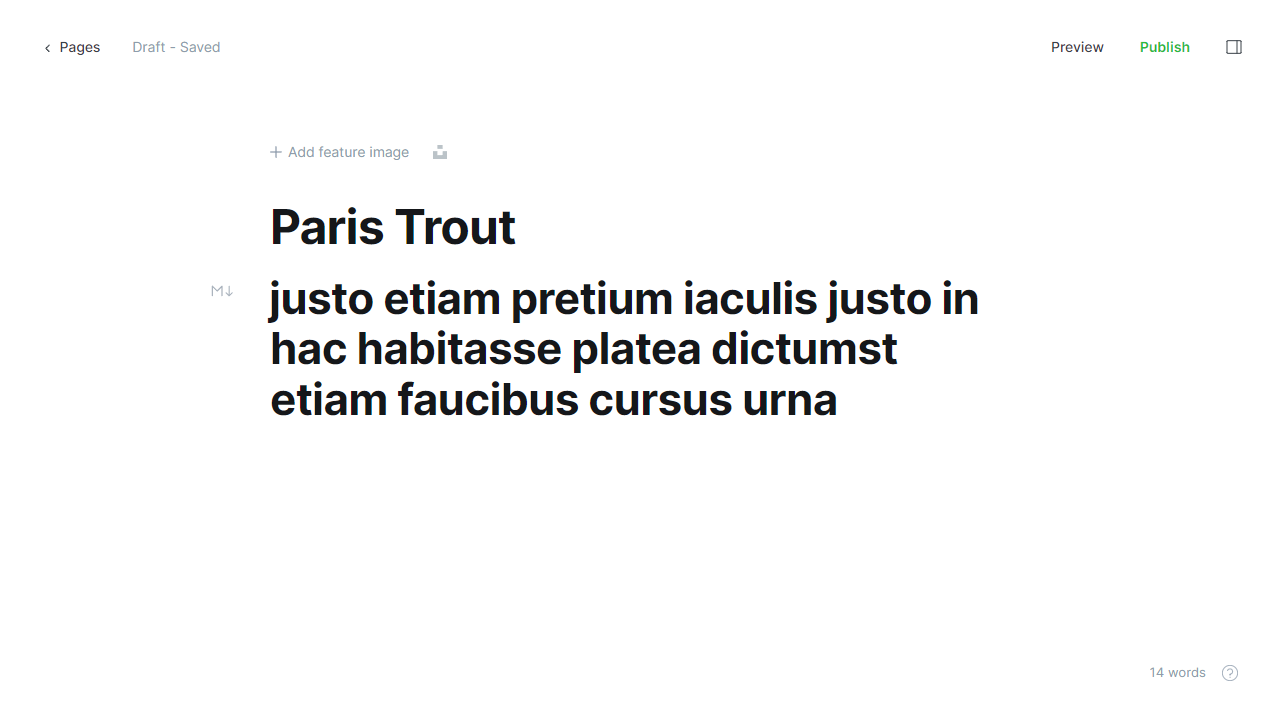 Pages
Draft - Saved
Preview
Publish
Add feature image
Paris Trout
M↓
justo etiam pretium iaculis justo in
hac habitasse platea dictumst
etiam faucibus cursus urna
14 words
?